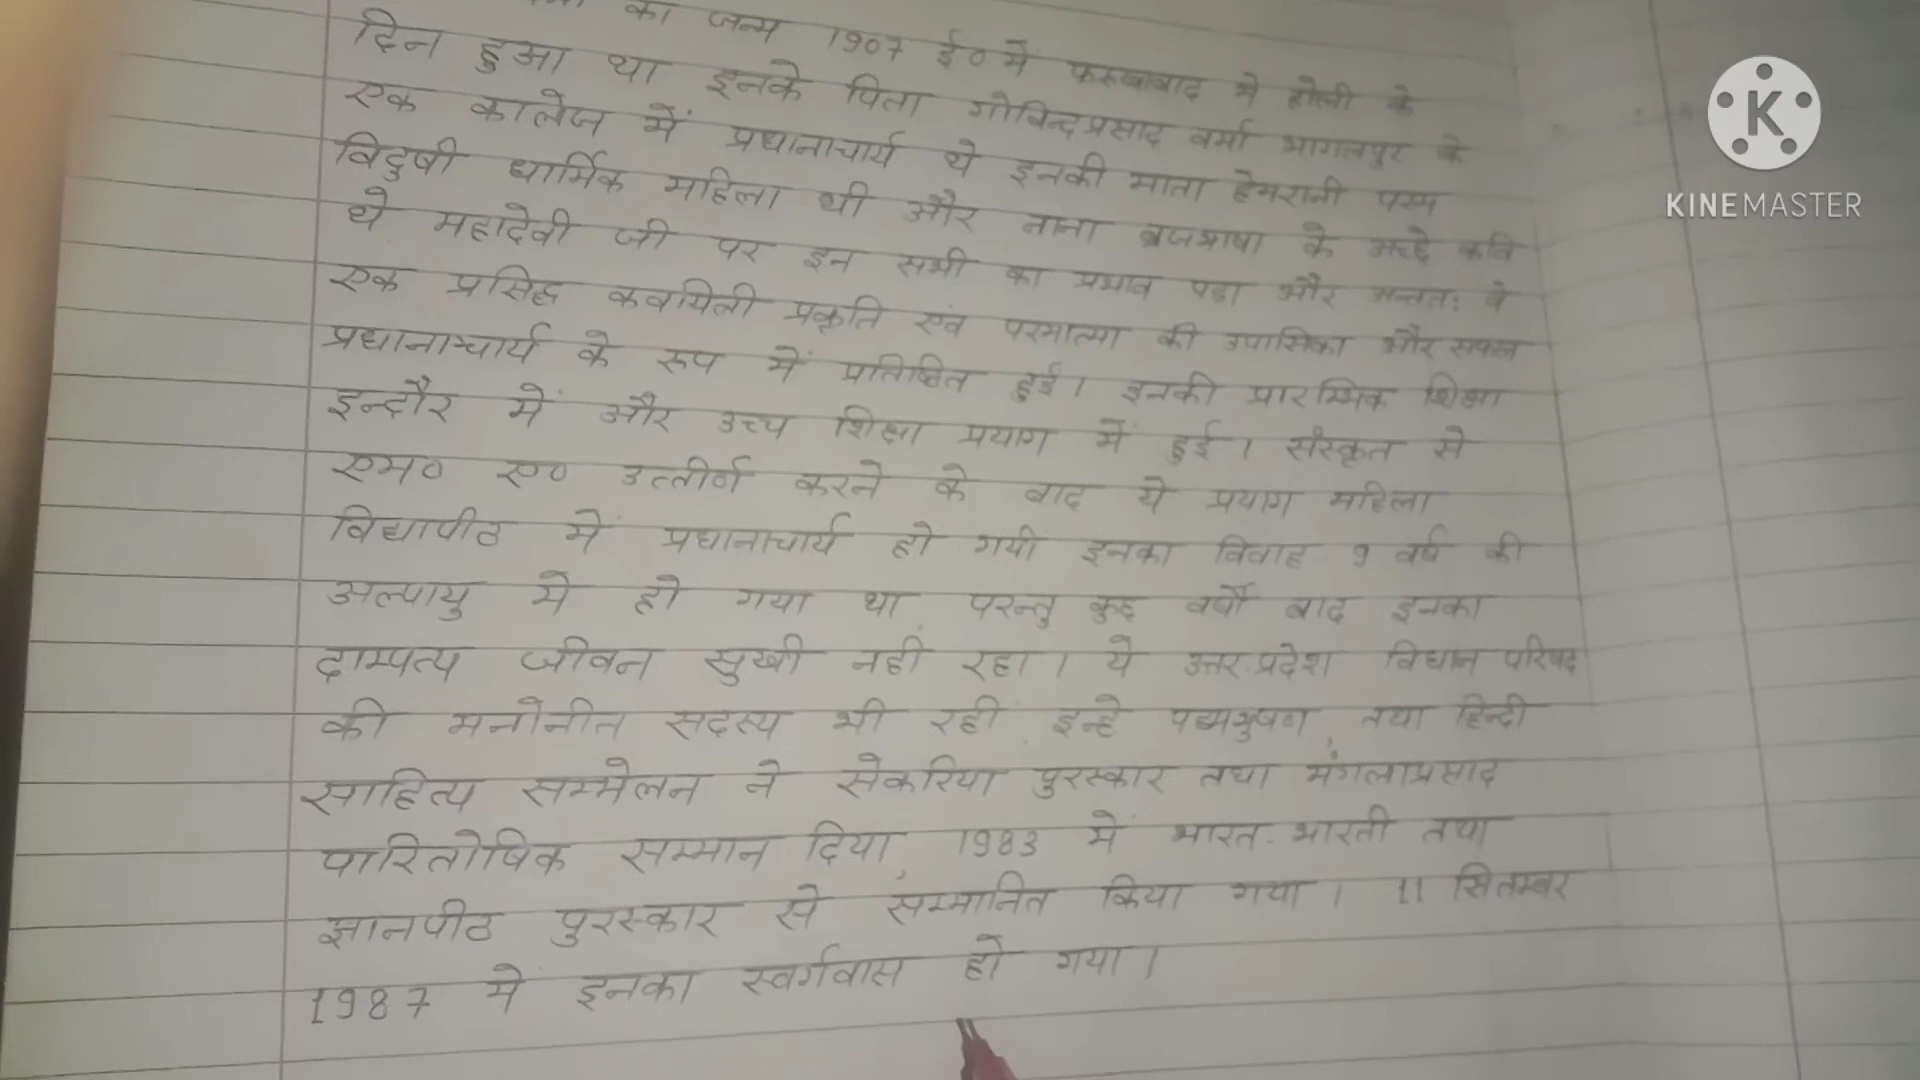 का जन्म 1907 ई० में फरूखाबाद मे होली के
दिन हुआ था इनके पिता गोविन्दप्रसाद वर्मा भागलपुर के
एक कालेज में प्रधानाचार्य थे इनकी माता हेमरानी परम
विदुषी धार्मिक महिला थी और नाना ब्रजभाषा के अच्छे कवि
थे महादेवी जी पर इन सभी का प्रभाव पडा और अन्ततः वे
एक प्रसिद्ध कवयित्री प्रकृति एवं परमात्मा की उपासिका और सफल
प्रधानाचार्य के रूप में प्रतिष्ठित हुई। इनकी प्रारम्भिक शिक्षा
इन्दौर में और उच्च शिक्षा प्रयाग में हुई। संस्कृत से
एम० ए० उत्तीर्ण करने के बाद ये प्रयाग महिला
विद्यापीठ में प्रधानाचार्य हो गयी इनका विवाह 9 वर्ष की
अल्पायु मे हो गया था, परन्तु कुछ वर्षों बाद इनका
दाम्पत्य जीवन सुखी नही रहा। ये उत्तर प्रदेश विधान परिषद
की मनोनीत सदस्य भी रही इन्हे पद्मभुषण, तथा हिन्दी
साहित्य सम्मेलन ने सेकरिया पुरस्कार तथा मंगलाप्रसाद
पारितोषिक सम्मान दिया, 1983 में भारत-भारती तथा
ज्ञानपीठ पुरस्कार से सम्मानित किया गया। 11 सितम्बर
1987 में इनका स्वर्गवास हो गया।
KINEMASTER